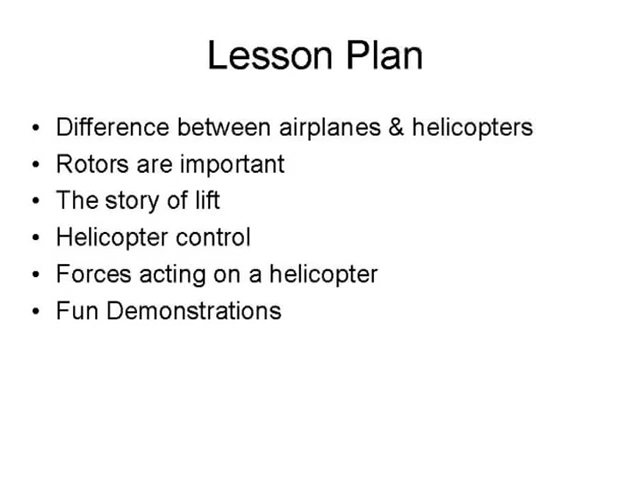 Lesson Plan
• Difference between airplanes & helicopters
• Rotors are important
• The story of lift
• Helicopter control
• Forces acting on a helicopter
• Fun Demonstrations